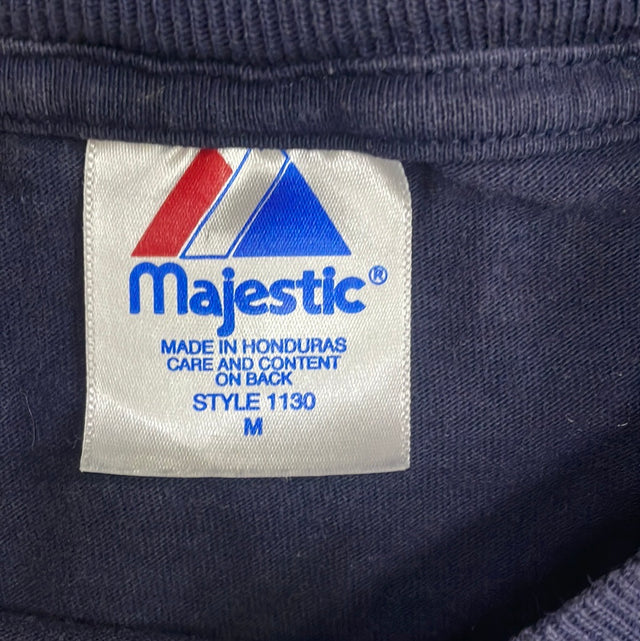 Majestic®
MADE IN HONDURAS
CARE AND CONTENT
ON BACK
STYLE 1130
M